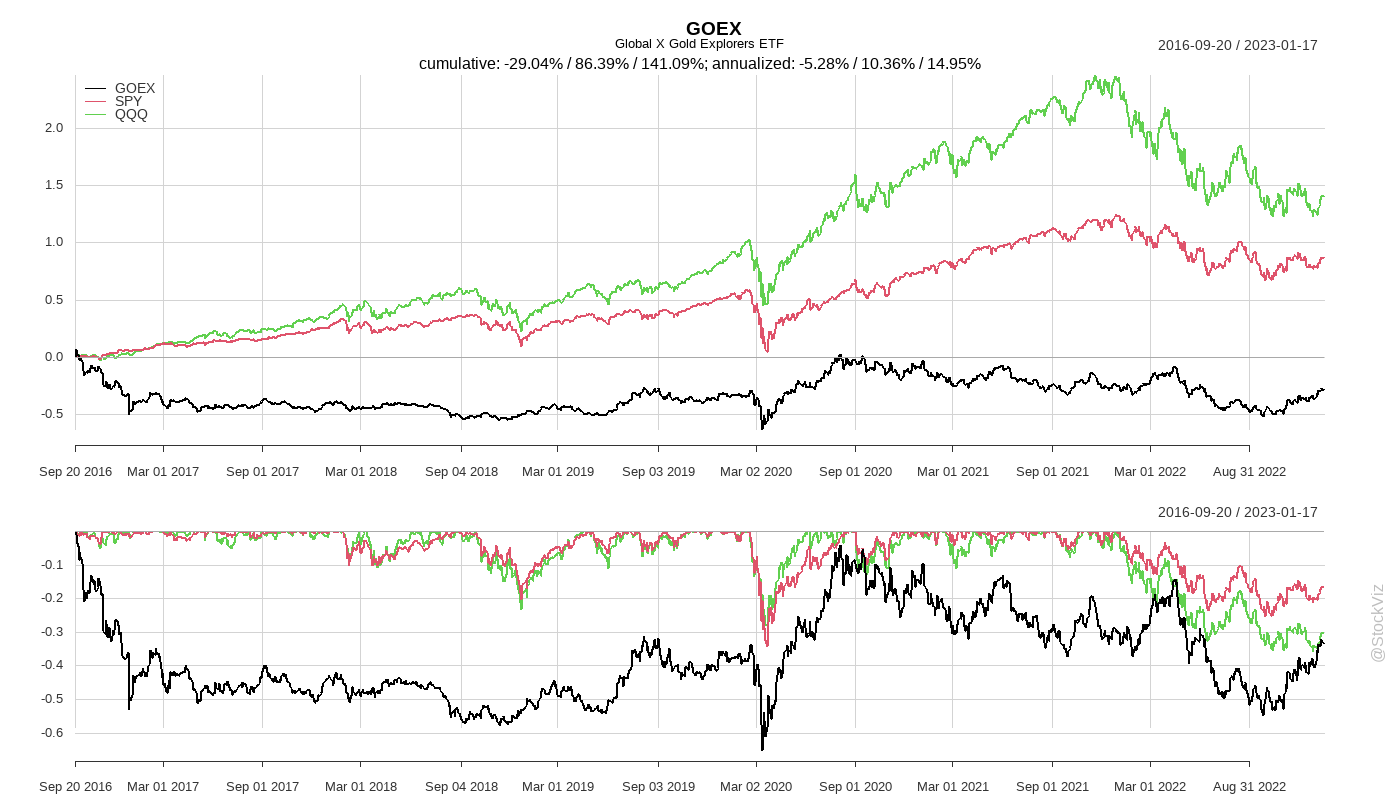 GOEX
Global X Gold Explorers ETF
2016-09-20 / 2023-01-17
cumulative: -29.04% / 86.39% / 141.09%; annualized: -5.28% / 10.36% / 14.95%
GOEX
SPY
QQQ
2.0
1.5
1.0
0.5
0.0
-0.5
Sep 20 2016 Mar 01 2017 Sep 01 2017 Mar 01 2018 Sep 04 2018 Mar 01 2019 Sep 03 2019 Mar 02 2020 Sep 01 2020 Mar 01 2021 Sep 01 2021 Mar 01 2022 Aug 31 2022
2016-09-20 / 2023-01-17
-0.1
-0.2
-0.3
-0.4
-0.5
-0.6
Sep 20 2016 Mar 01 2017 Sep 01 2017 Mar 01 2018 Sep 04 2018 Mar 01 2019 Sep 03 2019 Mar 02 2020 Sep 01 2020 Mar 01 2021 Sep 01 2021 Mar 01 2022 Aug 31 2022
@StockViz